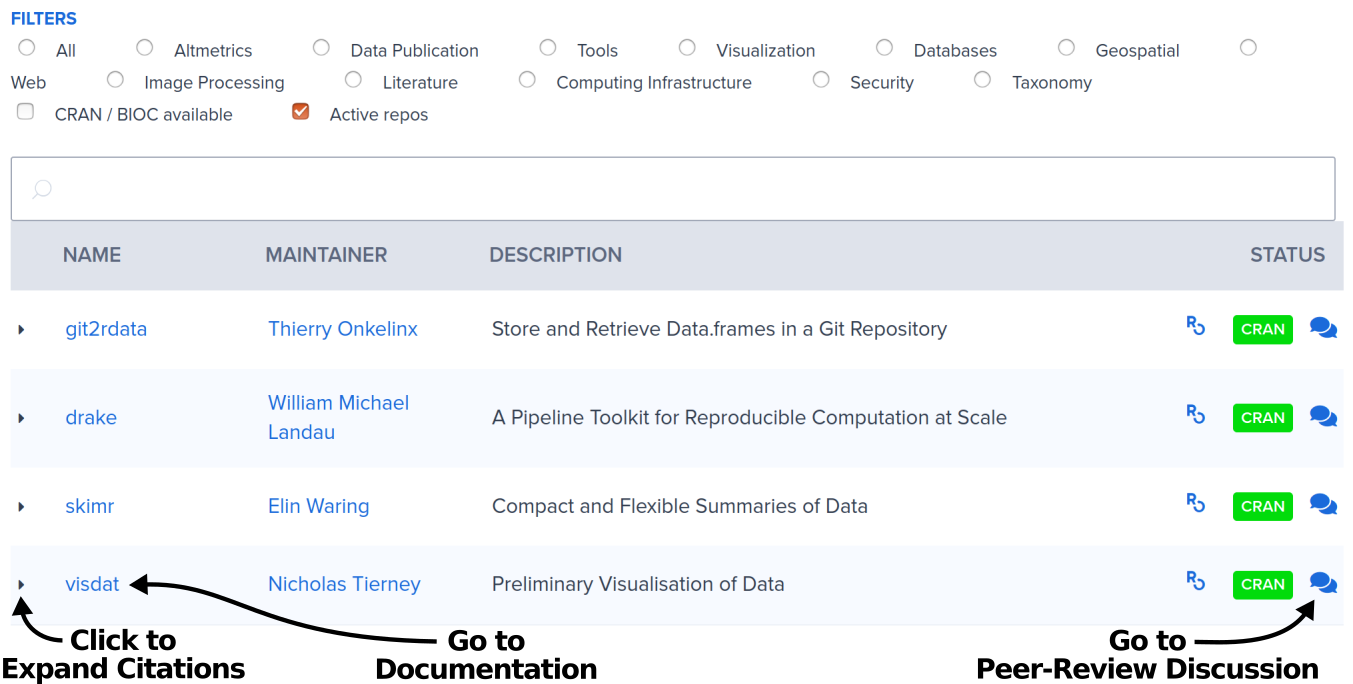 FILTERS
All Altmetrics Data Publication Tools Visualization Databases Geospatial
Web Image Processing Literature Computing Infrastructure Security Taxonomy
CRAN / BIOC available Active repos
NAME MAINTAINER DESCRIPTION STATUS
git2rdata Thierry Onkelinx Store and Retrieve Data.frames in a Git Repository CRAN
drake William Michael Landau A Pipeline Toolkit for Reproducible Computation at Scale CRAN
skimr Elin Waring Compact and Flexible Summaries of Data CRAN
visdat Nicholas Tierney Preliminary Visualisation of Data CRAN
Click to Go to Go to
Expand Citations Documentation Peer-Review Discussion